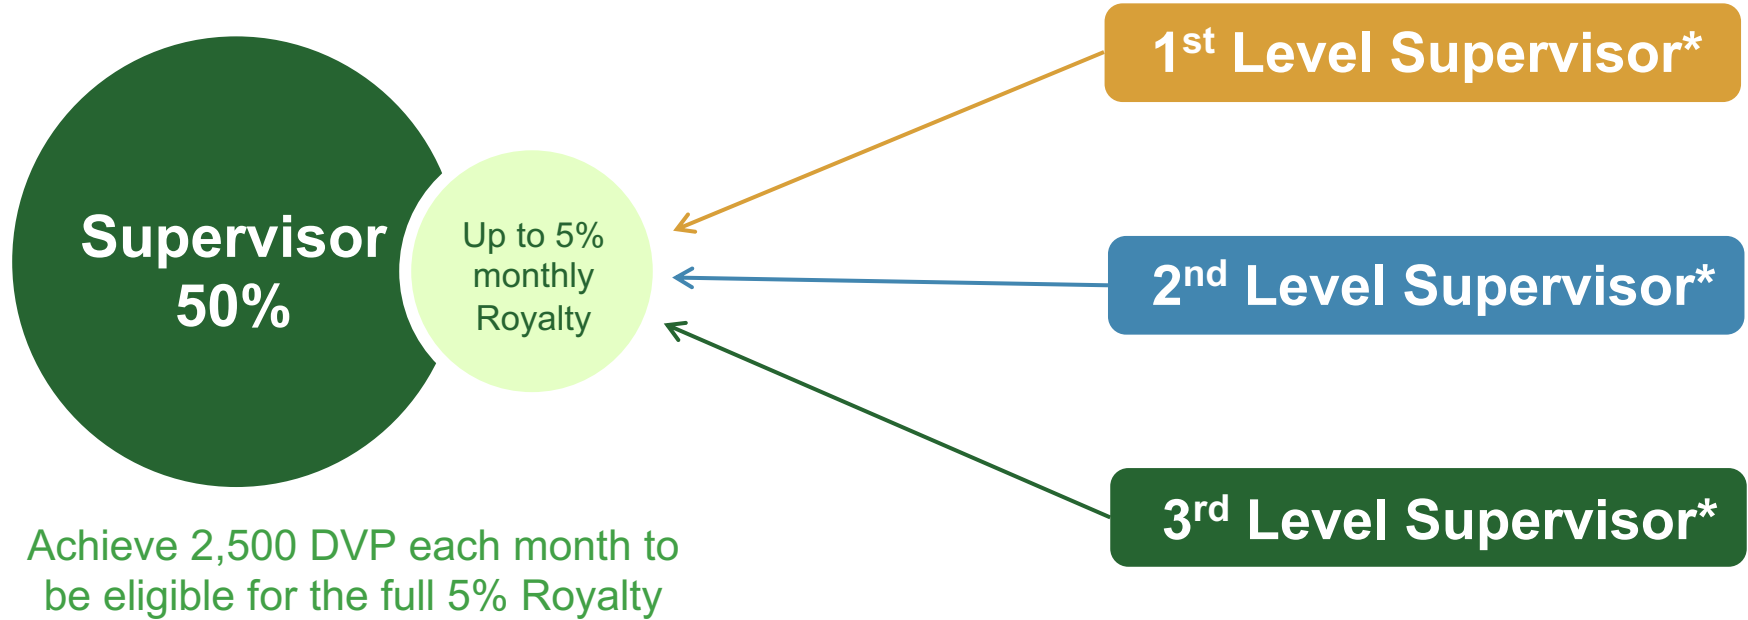 Supervisor
50%
Up to 5%
monthly
Royalty
Achieve 2,500 DVP each month to
be eligible for the full 5% Royalty
1st Level Supervisor*
2nd Level Supervisor*
3rd Level Supervisor*